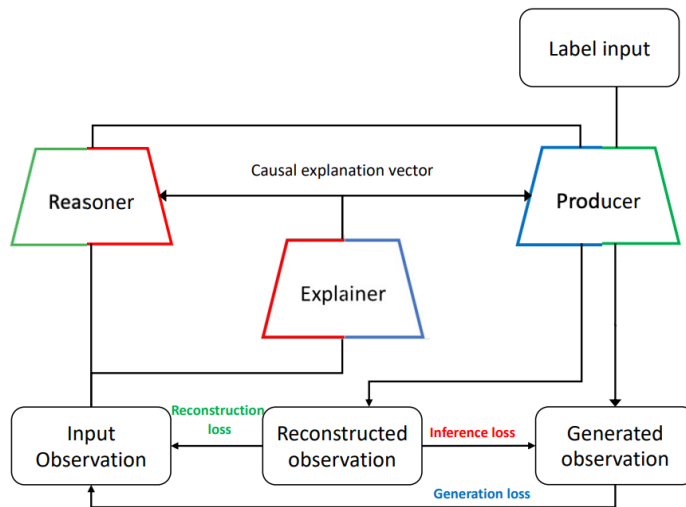 Label input
Causal explanation vector
Reasoner
Producer
Explainer
Reconstruction
loss
Input
Observation
Reconstructed
observation
Inference loss
Generated
observation
Generation loss